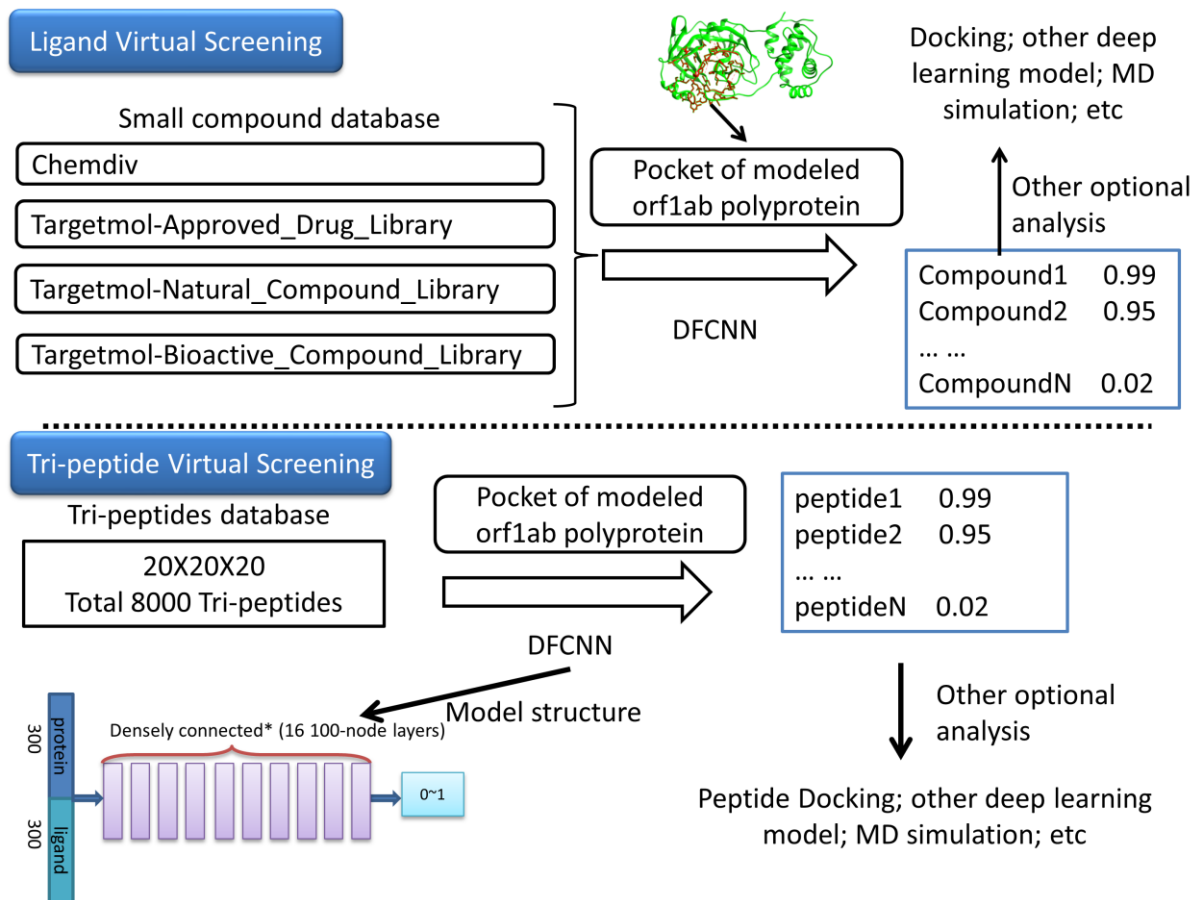 Ligand Virtual Screening
Small compound database
Chemdiv
Targetmol-Approved_Drug_Library
Targetmol-Natural_Compound_Library
Targetmol-Bioactive_Compound_Library
Pocket of modeled
orf1ab polyprotein
DFCNN
Docking; other deep
learning model; MD
simulation; etc
Other optional
analysis
Compound1 0.99
Compound2 0.95
... ...
CompoundN 0.02
Tri-peptide Virtual Screening
Tri-peptides database
20X20X20
Total 8000 Tri-peptides
Pocket of modeled
orf1ab polyprotein
DFCNN
peptide1 0.99
peptide2 0.95
... ...
peptideN 0.02
Model structure
Densely connected* (16 100-node layers)
300
protein
300
ligand
0~1
Other optional
analysis
Peptide Docking; other deep learning
model; MD simulation; etc